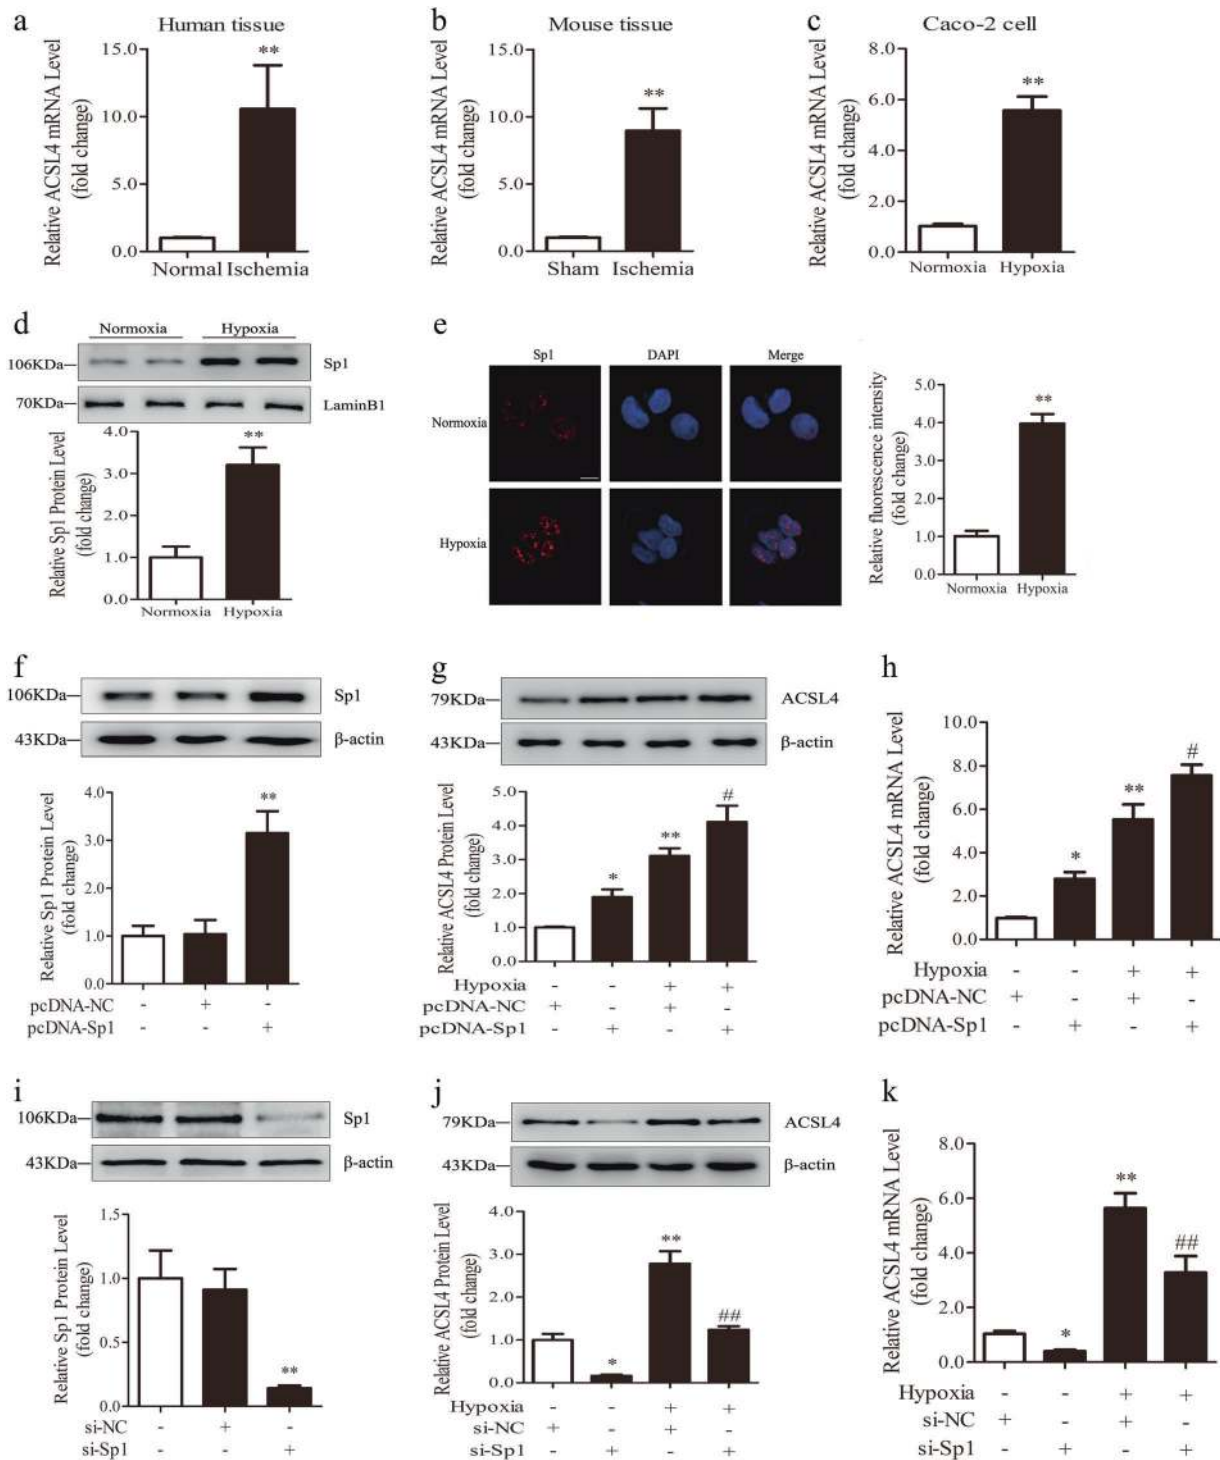 a
Human tissue
Relative ACSL4 mRNA Level
(fold change)
15.0
10.0
5.0
0.0
**
Normal Ischemia
b
Mouse tissue
Relative ACSL4 mRNA Level
(fold change)
15.0
10.0
5.0
0.0
**
Sham Ischemia
c
Caco-2 cell
Relative ACSL4 mRNA Level
(fold change)
8.0
6.0
4.0
2.0
0.0
**
Normoxia Hypoxia
d
Normoxia Hypoxia
106KDa Sp1
70KDa LaminB1
Relative Sp1 Protein Level
(fold change)
4.0
3.0
2.0
1.0
0.0
**
Normoxia Hypoxia
e
Sp1 DAPI Merge
Normoxia
Hypoxia
Relative fluorescence intensity
(fold change)
5.0
4.0
3.0
2.0
1.0
0.0
**
Normoxia Hypoxia
f
106KDa Sp1
43KDa β-actin
Relative Sp1 Protein Level
(fold change)
4.0
3.0
2.0
1.0
0.0
**
pcDNA-NC - + -
pcDNA-Sp1 - - +
g
79KDa ACSL4
43KDa β-actin
Relative ACSL4 Protein Level
(fold change)
5.0
4.0
3.0
2.0
1.0
0.0
* ** #
Hypoxia - - + +
pcDNA-NC + - + -
pcDNA-Sp1 - + - +
h
Relative ACSL4 mRNA Level
(fold change)
10.0
8.0
6.0
4.0
2.0
0.0
* ** #
Hypoxia - - + +
pcDNA-NC + - + -
pcDNA-Sp1 - + - +
i
106KDa Sp1
43KDa β-actin
Relative Sp1 Protein Level
(fold change)
1.5
1.0
0.5
0.0
**
si-NC - + -
si-Sp1 - - +
j
79KDa ACSL4
43KDa β-actin
Relative ACSL4 Protein Level
(fold change)
4.0
3.0
2.0
1.0
0.0
* ** ##
Hypoxia - - + +
si-NC + - + -
si-Sp1 - + - +
k
Relative ACSL4 mRNA Level
(fold change)
8.0
6.0
4.0
2.0
0.0
* ** ##
Hypoxia - - + +
si-NC + - + -
si-Sp1 - + - +